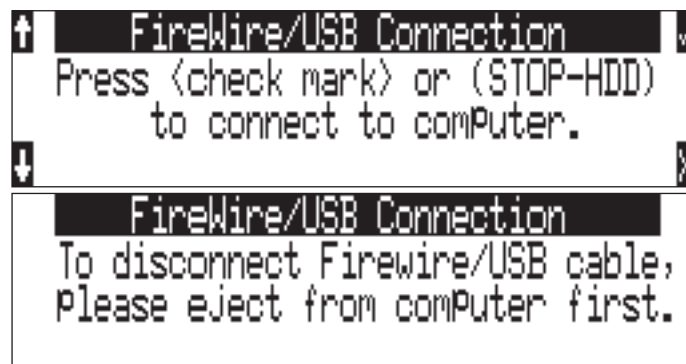 FireWire/USB Connection
Press <check mark> or (STOP-HDD)
to connect to computer.
FireWire/USB Connection
To disconnect Firewire/USB cable,
Please eject from computer first.